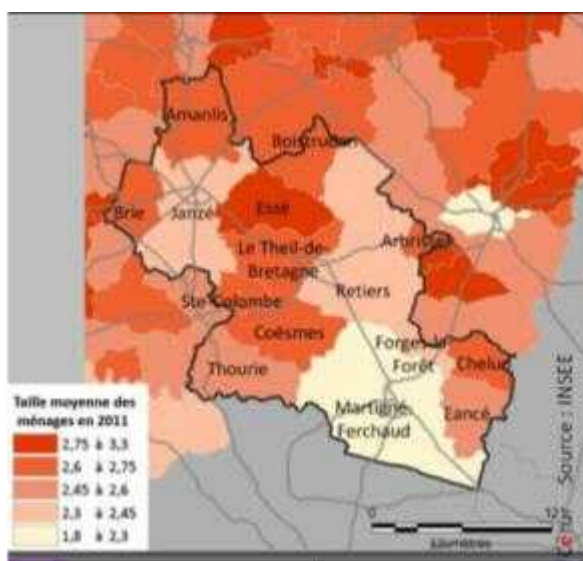 Amanlis
Boistrudan
Brie
Janzé
Essé
Le Theil-de-
Bretagne
Retiers
Ste-Colombe
Coësmes
Forges-la-
Forêt
Chelun
Thourie
Martigné-
Ferchaud
Eancé
Taille moyenne des
ménages en 2011
2,75 à 3,3
2,6 à 2,75
2,45 à 2,6
2,3 à 2,45
1,8 à 2,3
0
12
kilomètres
Source : INSEE